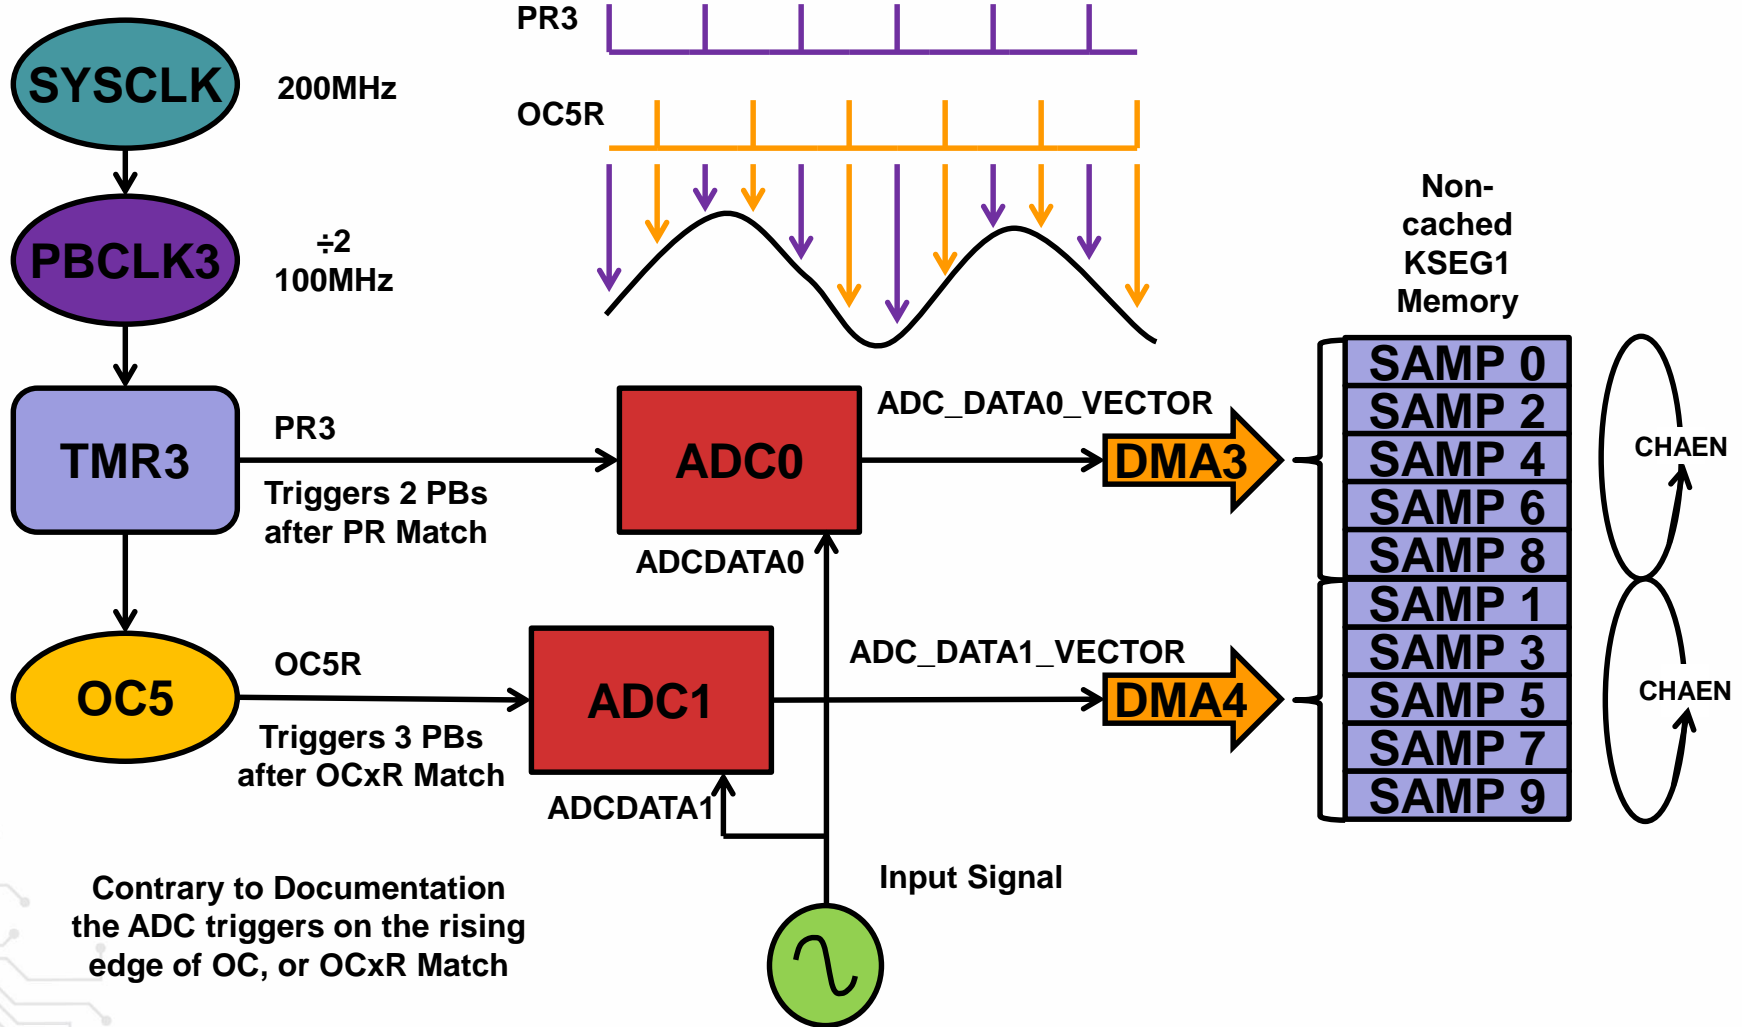 SYSCLK
200MHz
PBCLK3
÷2
100MHz
TMR3
PR3
Triggers 2 PBs
after PR Match
OC5
OC5R
Triggers 3 PBs
after OCxR Match
Contrary to Documentation
the ADC triggers on the rising
edge of OC, or OCxR Match
PR3
OC5R
ADC0
ADCDATA0
ADC1
ADCDATA1
Input Signal
ADC_DATA0_VECTOR
DMA3
ADC_DATA1_VECTOR
DMA4
Non-
cached
KSEG1
Memory
SAMP 0
SAMP 2
SAMP 4
SAMP 6
SAMP 8
SAMP 1
SAMP 3
SAMP 5
SAMP 7
SAMP 9
CHAEN
CHAEN